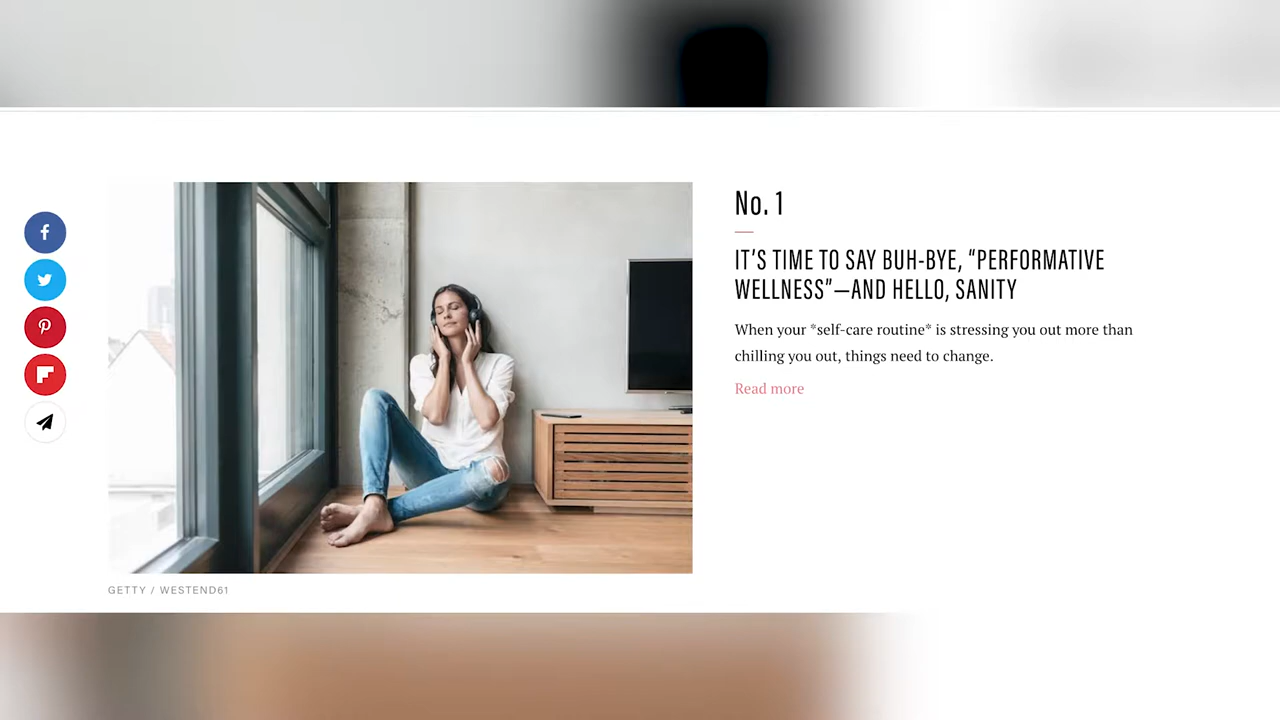 No. 1
IT’S TIME TO SAY BUH-BYE, “PERFORMATIVE
WELLNESS”—AND HELLO, SANITY
When your *self-care routine* is stressing you out more than
chilling you out, things need to change.
Read more
GETTY / WESTEND61